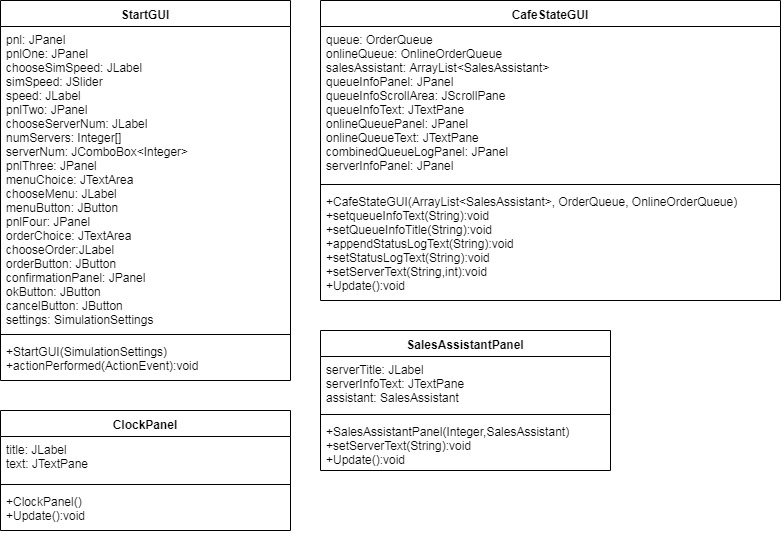 StartGUI
pnl: JPanel
pnlOne: JPanel
chooseSimSpeed: JLabel
simSpeed: JSlider
speed: JLabel
pnlTwo: JPanel
chooseServerNum: JLabel
numServers: Integer[]
serverNum: JComboBox<Integer>
pnlThree: JPanel
menuChoice: JTextArea
chooseMenu: JLabel
menuButton: JButton
pnlFour: JPanel
orderChoice: JTextArea
chooseOrder:JLabel
orderButton: JButton
confirmationPanel: JPanel
okButton: JButton
cancelButton: JButton
settings: SimulationSettings
+StartGUI(SimulationSettings)
+actionPerformed(ActionEvent):void
CafeStateGUI
queue: OrderQueue
onlineQueue: OnlineOrderQueue
salesAssistant: ArrayList<SalesAssistant>
queueInfoPanel: JPanel
queueInfoScrollArea: JScrollPane
queueInfoText: JTextPane
onlineQueuePanel: JPanel
onlineQueueText: JTextPane
combinedQueueLogPanel: JPanel
serverInfoPanel: JPanel
+CafeStateGUI(ArrayList<SalesAssistant>, OrderQueue, OnlineOrderQueue)
+setqueueInfoText(String):void
+setQueueInfoTitle(String):void
+appendStatusLogText(String):void
+setStatusLogText(String):void
+setServerText(String,int):void
+Update():void
ClockPanel
title: JLabel
text: JTextPane
+ClockPanel()
+Update():void
SalesAssistantPanel
serverTitle: JLabel
serverInfoText: JTextPane
assistant: SalesAssistant
+SalesAssistantPanel(Integer,SalesAssistant)
+setServerText(String):void
+Update():void